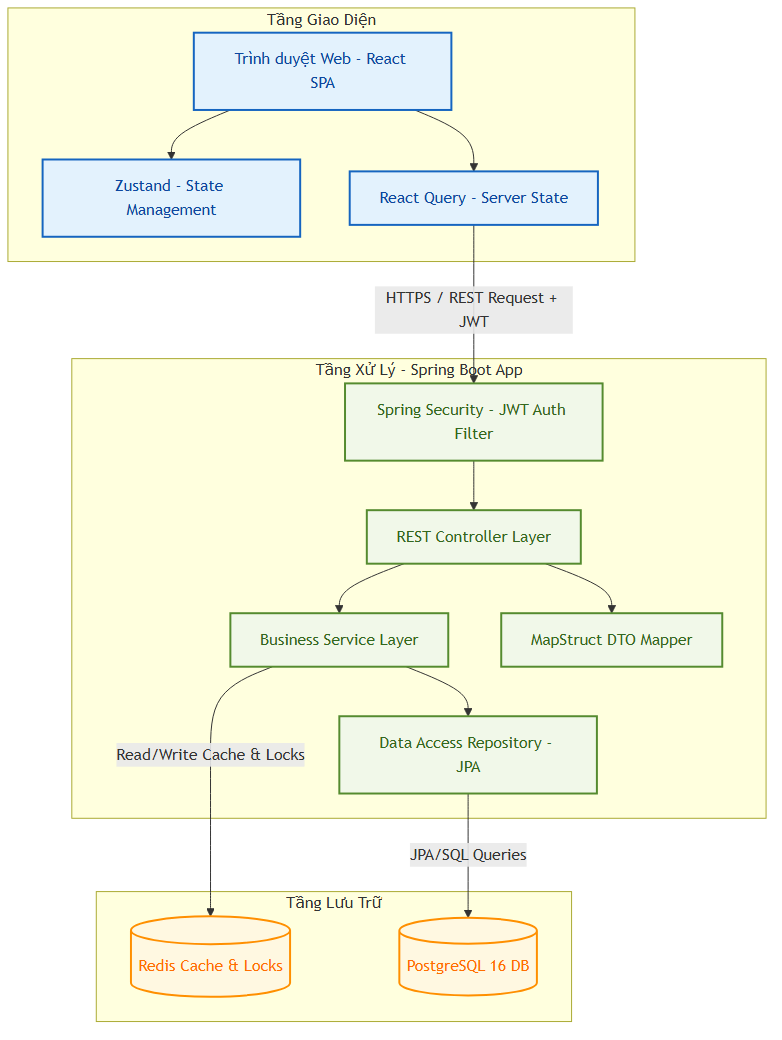 Tầng Giao Diện
Trình duyệt Web - React
SPA
Zustand - State
Management
React Query - Server State
HTTPS / REST Request +
JWT
Tầng Xử Lý - Spring Boot App
Spring Security - JWT Auth
Filter
REST Controller Layer
Business Service Layer
MapStruct DTO Mapper
Data Access Repository -
JPA
Read/Write Cache & Locks
JPA/SQL Queries
Tầng Lưu Trữ
Redis Cache & Locks
PostgreSQL 16 DB